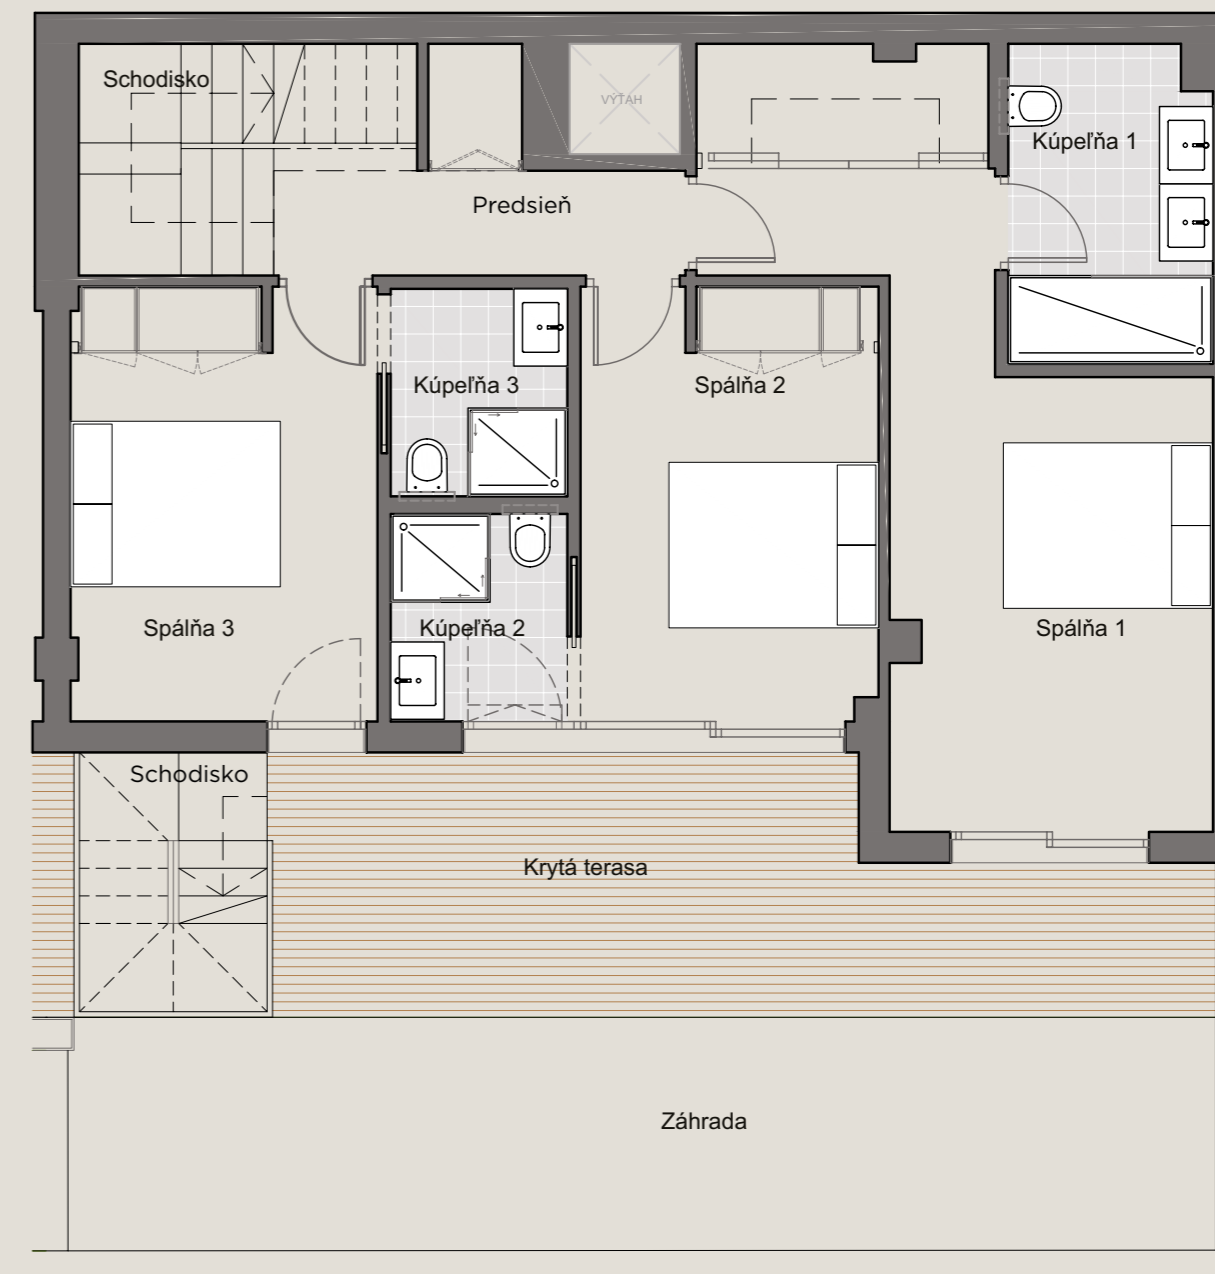 Schodisko
VÝŤAH
Kúpeľňa 1
Predsieň
Kúpeľňa 3
Spálňa 2
Spálňa 3
Kúpeľňa 2
Spálňa 1
Schodisko
Krytá terasa
Záhrada